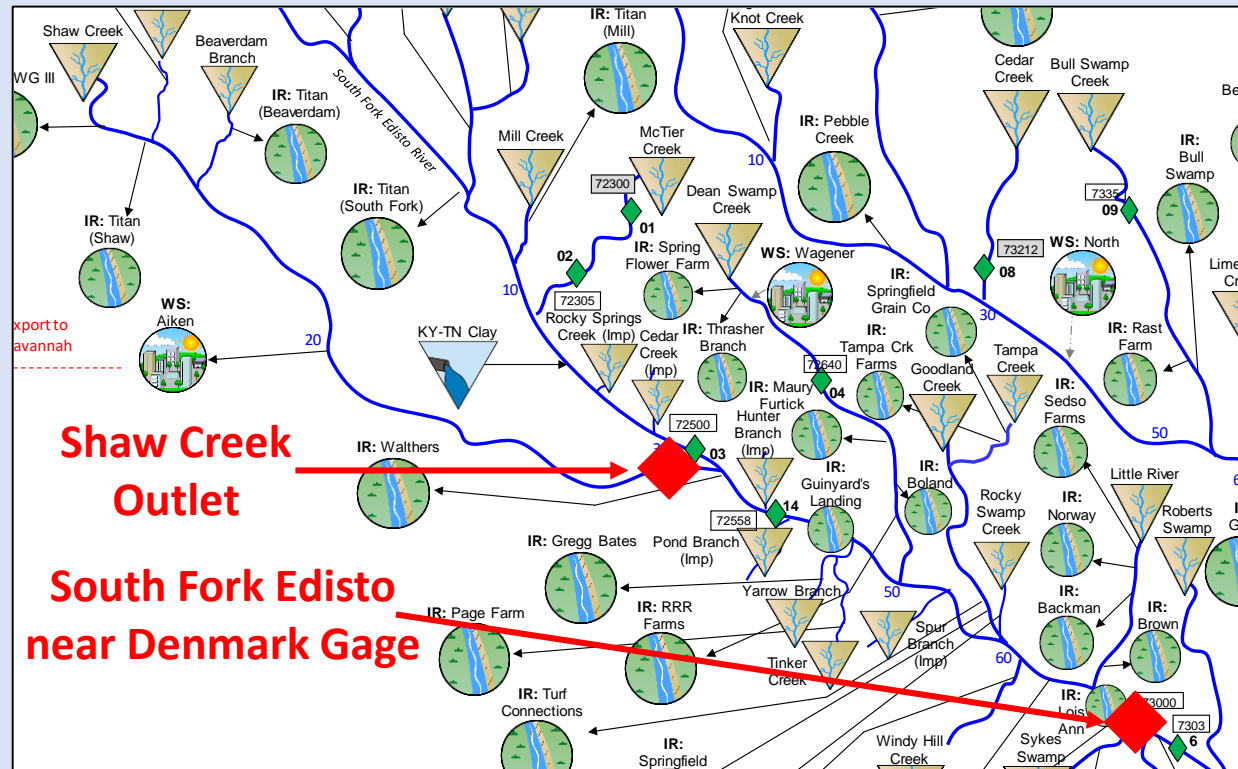 Shaw Creek
WG III
Beaverdam
Branch
IR: Titan
(Beaverdam)
South Fork Edisto River
IR: Titan
(Mill)
Knot Creek
Cedar
Creek
Bull Swamp
Creek
Mill Creek
McTier
Creek
IR: Pebble
Creek
10
IR:
Bull
Swamp
72300
01
Dean Swamp
Creek
7335
09
IR: Titan
(South Fork)
IR: Titan
(Shaw)
02
IR: Spring
Flower Farm
WS: Wagener
73212
08
WS: North
10
72305
Rocky Springs
Creek (Imp)
IR:
Springfield
Grain Co
30
WS:
Aiken
20
KY-TN Clay
Cedar
Creek
(Imp)
IR: Thrasher
Branch
Tampa Crk
Farms
IR:
Tampa
Creek
IR: Rast
Farm
72640
04
Goodland
Creek
IR: Maury
Furtick
IR:
Sedso
Farms
Shaw Creek
Outlet
IR: Walthers
72500
03
Hunter
Branch
(Imp)
50
IR:
Guinyard's
Landing
IR:
Boland
Rocky
Swamp
Creek
Little River
IR:
Norway
Roberts
Swamp
14
72558
Pond Branch
(Imp)
IR: Gregg Bates
South Fork Edisto
near Denmark Gage
50
Yarrow Branch
IR: Page Farm
IR: RRR
Farms
Tinker
Creek
Spur
Branch
(Imp)
60
IR:
Backman
IR:
Brown
IR: Turf
Connections
IR:
Lois
Ann
73000
7303
6
IR:
Springfield
Windy Hill
Creek
Sykes
Swamp